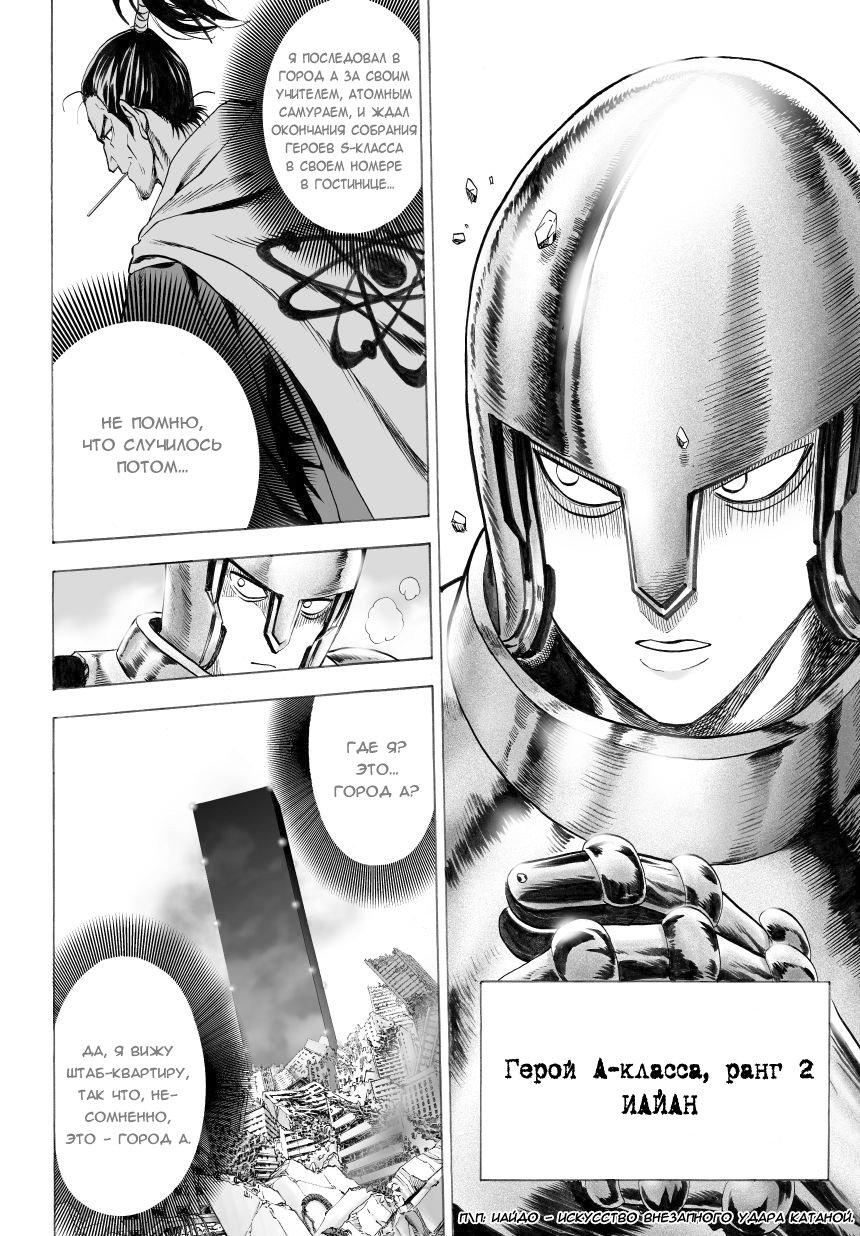 Я ПОСЛЕДОВАЛ В
ГОРОД А ЗА СВОИМ
УЧИТЕЛЕМ, АТОМНЫМ
САМУРАЕМ, И ЖДАЛ
ОКОНЧАНИЯ СОБРАНИЯ
ГЕРОЕВ S-КЛАССА
В СВОЕМ НОМЕРЕ
В ГОСТИНИЦЕ...
НЕ ПОМНЮ,
ЧТО СЛУЧИЛОСЬ
ПОТОМ...
ГДЕ Я?
ЭТО...
ГОРОД А?
ДА, Я ВИЖУ
ШТАБ-КВАРТИРУ,
ТАК ЧТО, НЕ-
СОМНЕННО,
ЭТО - ГОРОД А.
Герой А-класса, ранг 2
ИАЙАН
П\П: ИАЙДО - ИСКУССТВО ВНЕЗАПНОГО УДАРА КАТАНОЙ.